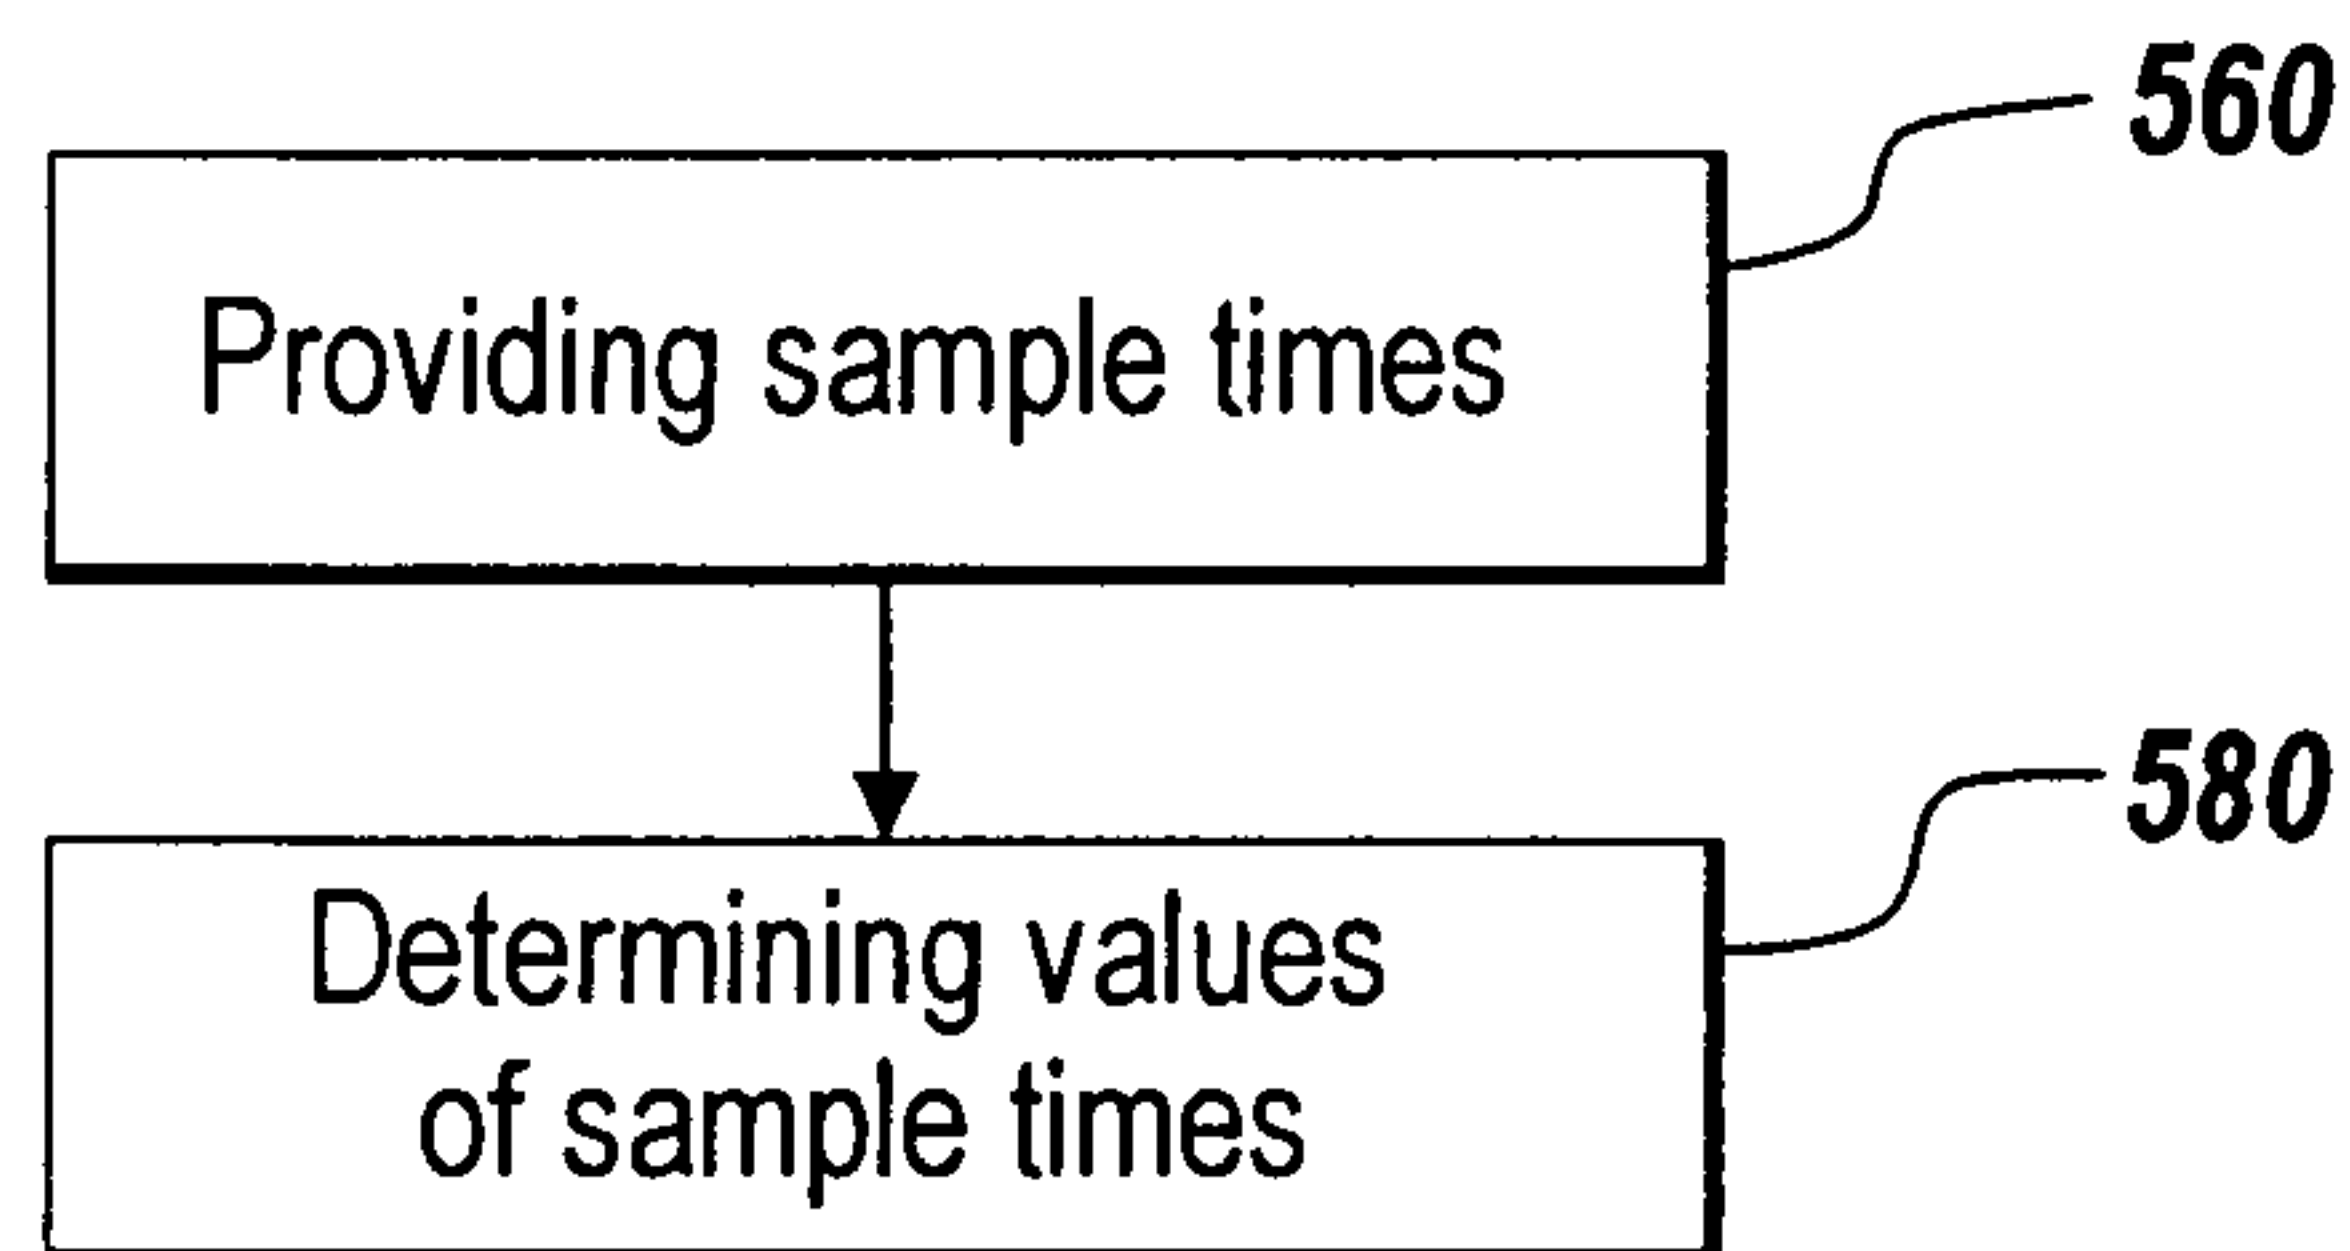 560
Providing sample times
580
Determining values
of sample times